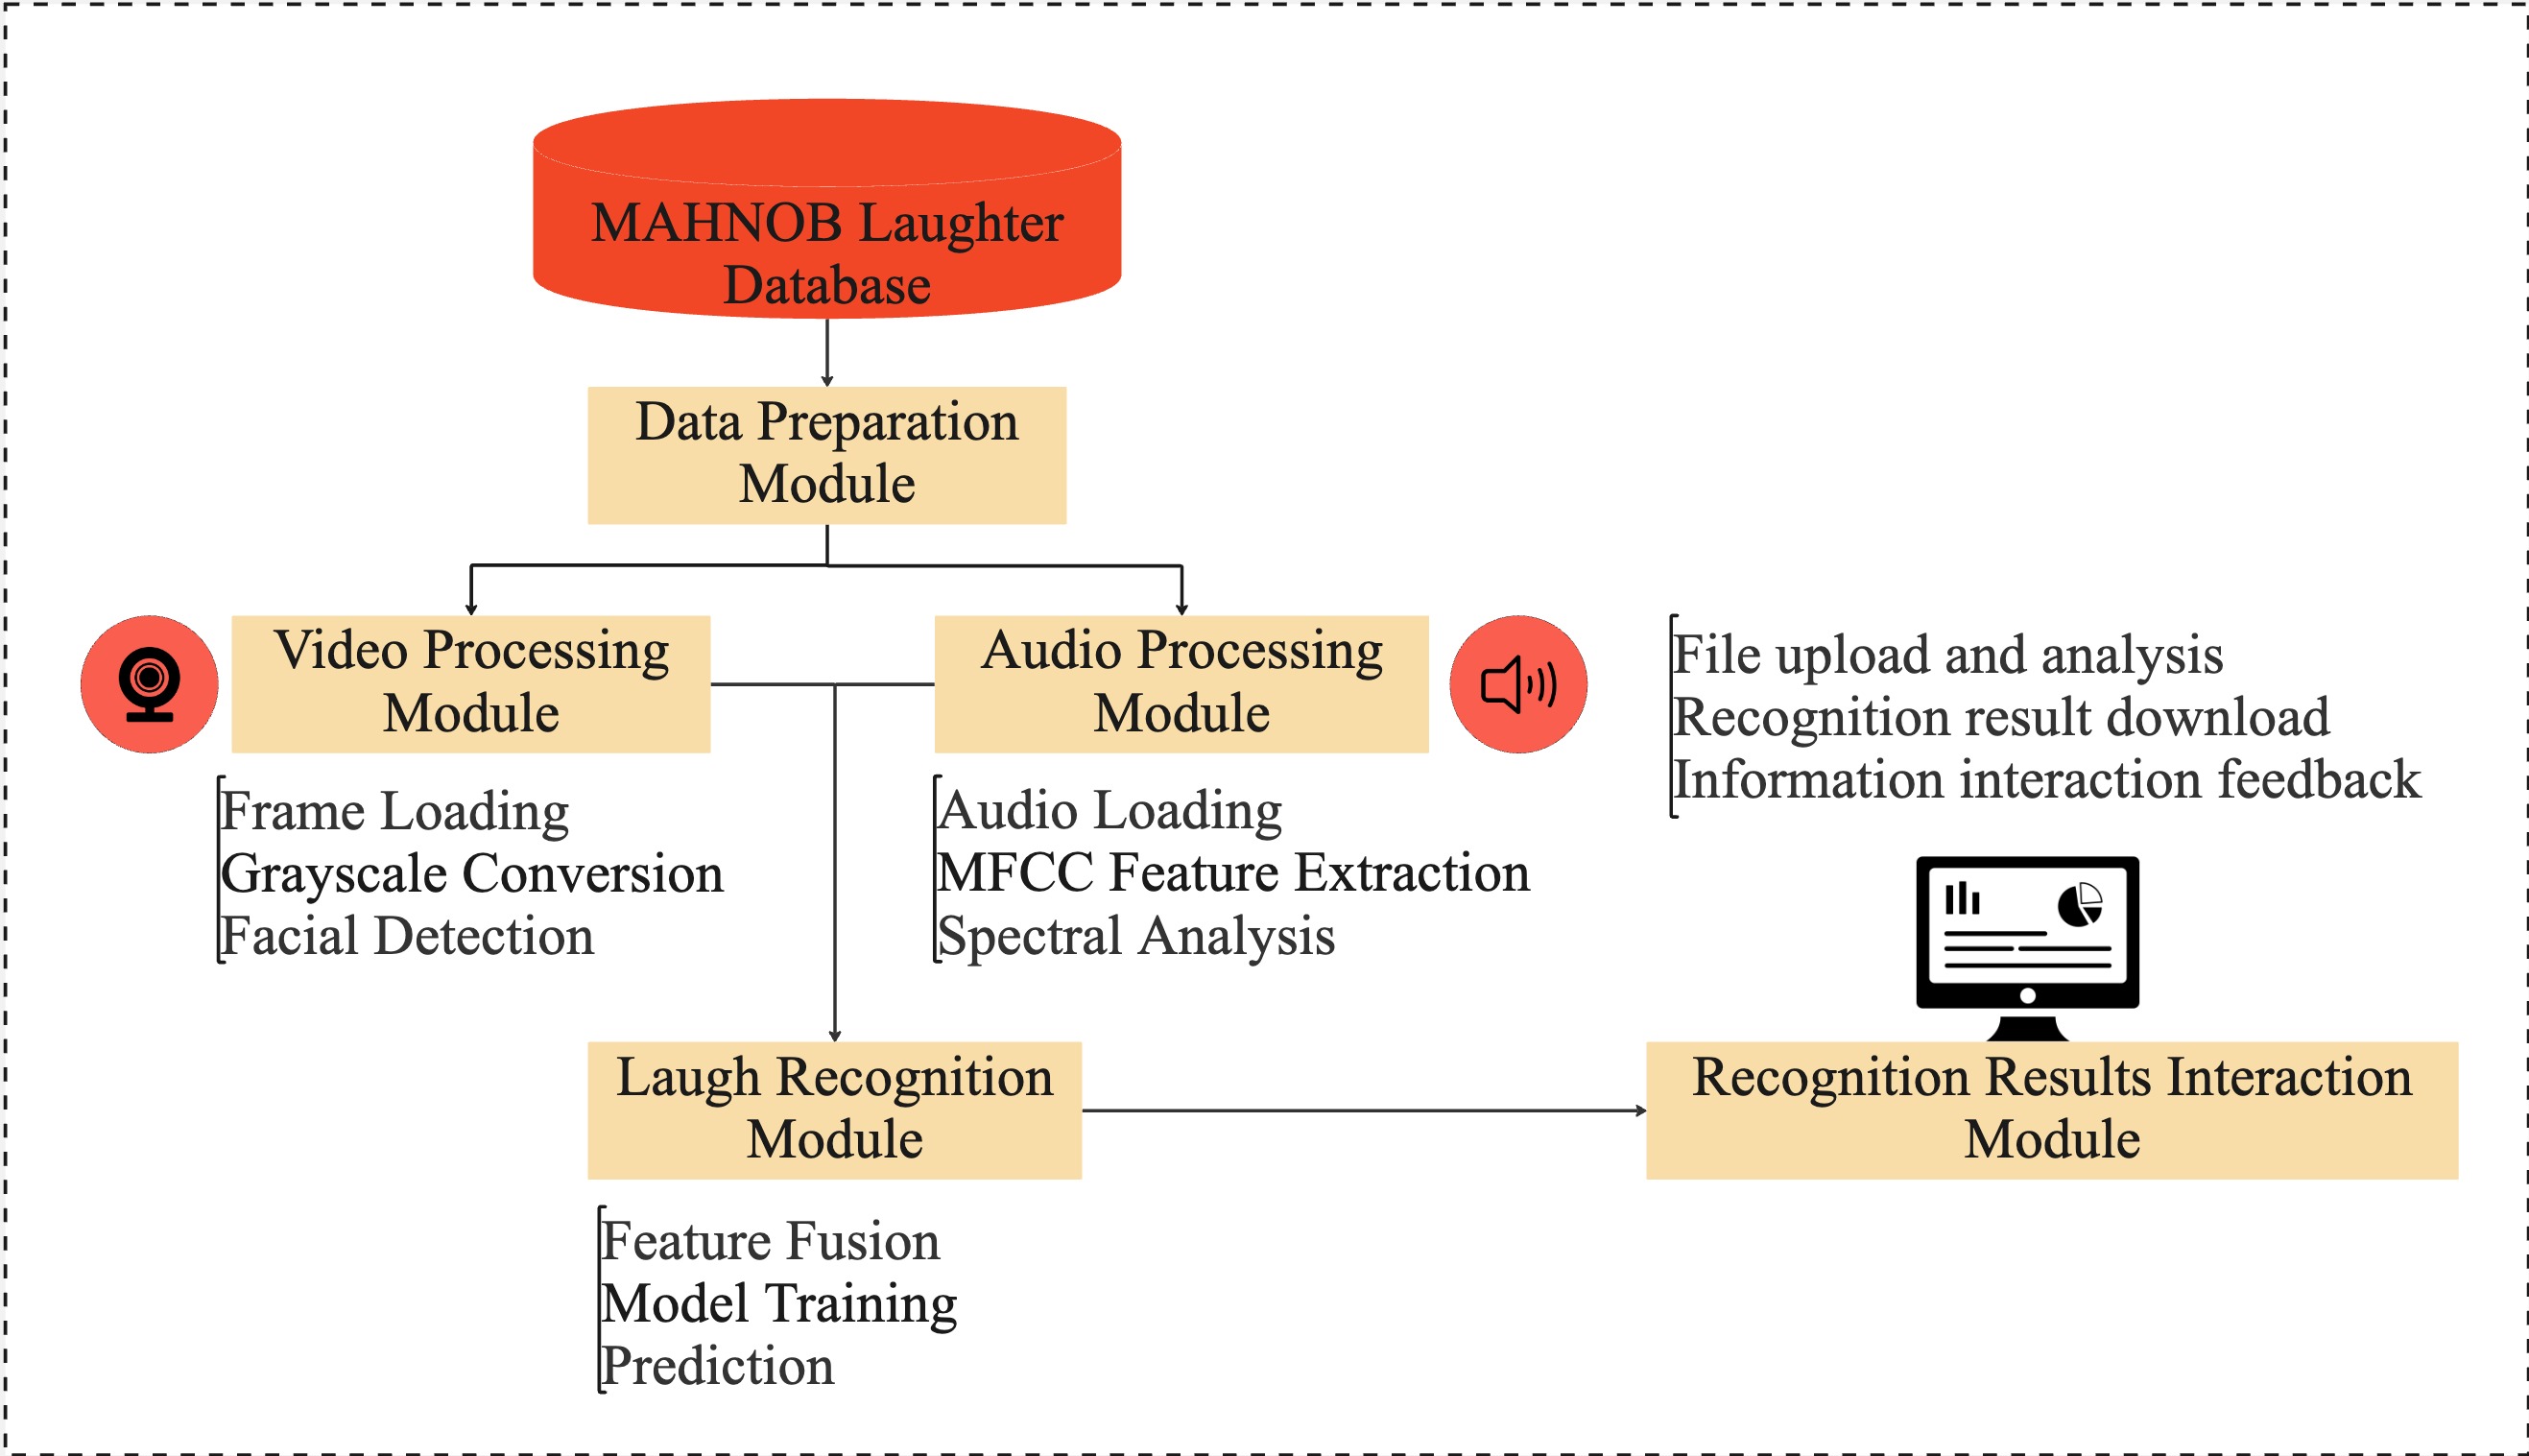 MAHNOB Laughter
Database
Data Preparation
Module
Video Processing
Module
Audio Processing
Module
Frame Loading
Grayscale Conversion
Facial Detection
Audio Loading
MFCC Feature Extraction
Spectral Analysis
File upload and analysis
Recognition result download
Information interaction feedback
Laugh Recognition
Module
Recognition Results Interaction
Module
Feature Fusion
Model Training
Prediction